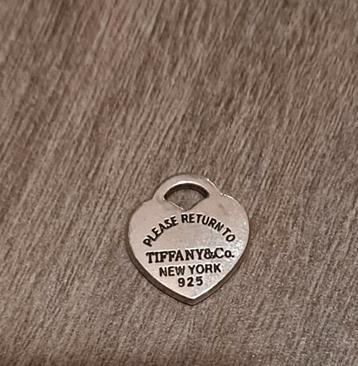 PLEASE RETURN TO
TIFFANY&Co.
NEW YORK
925